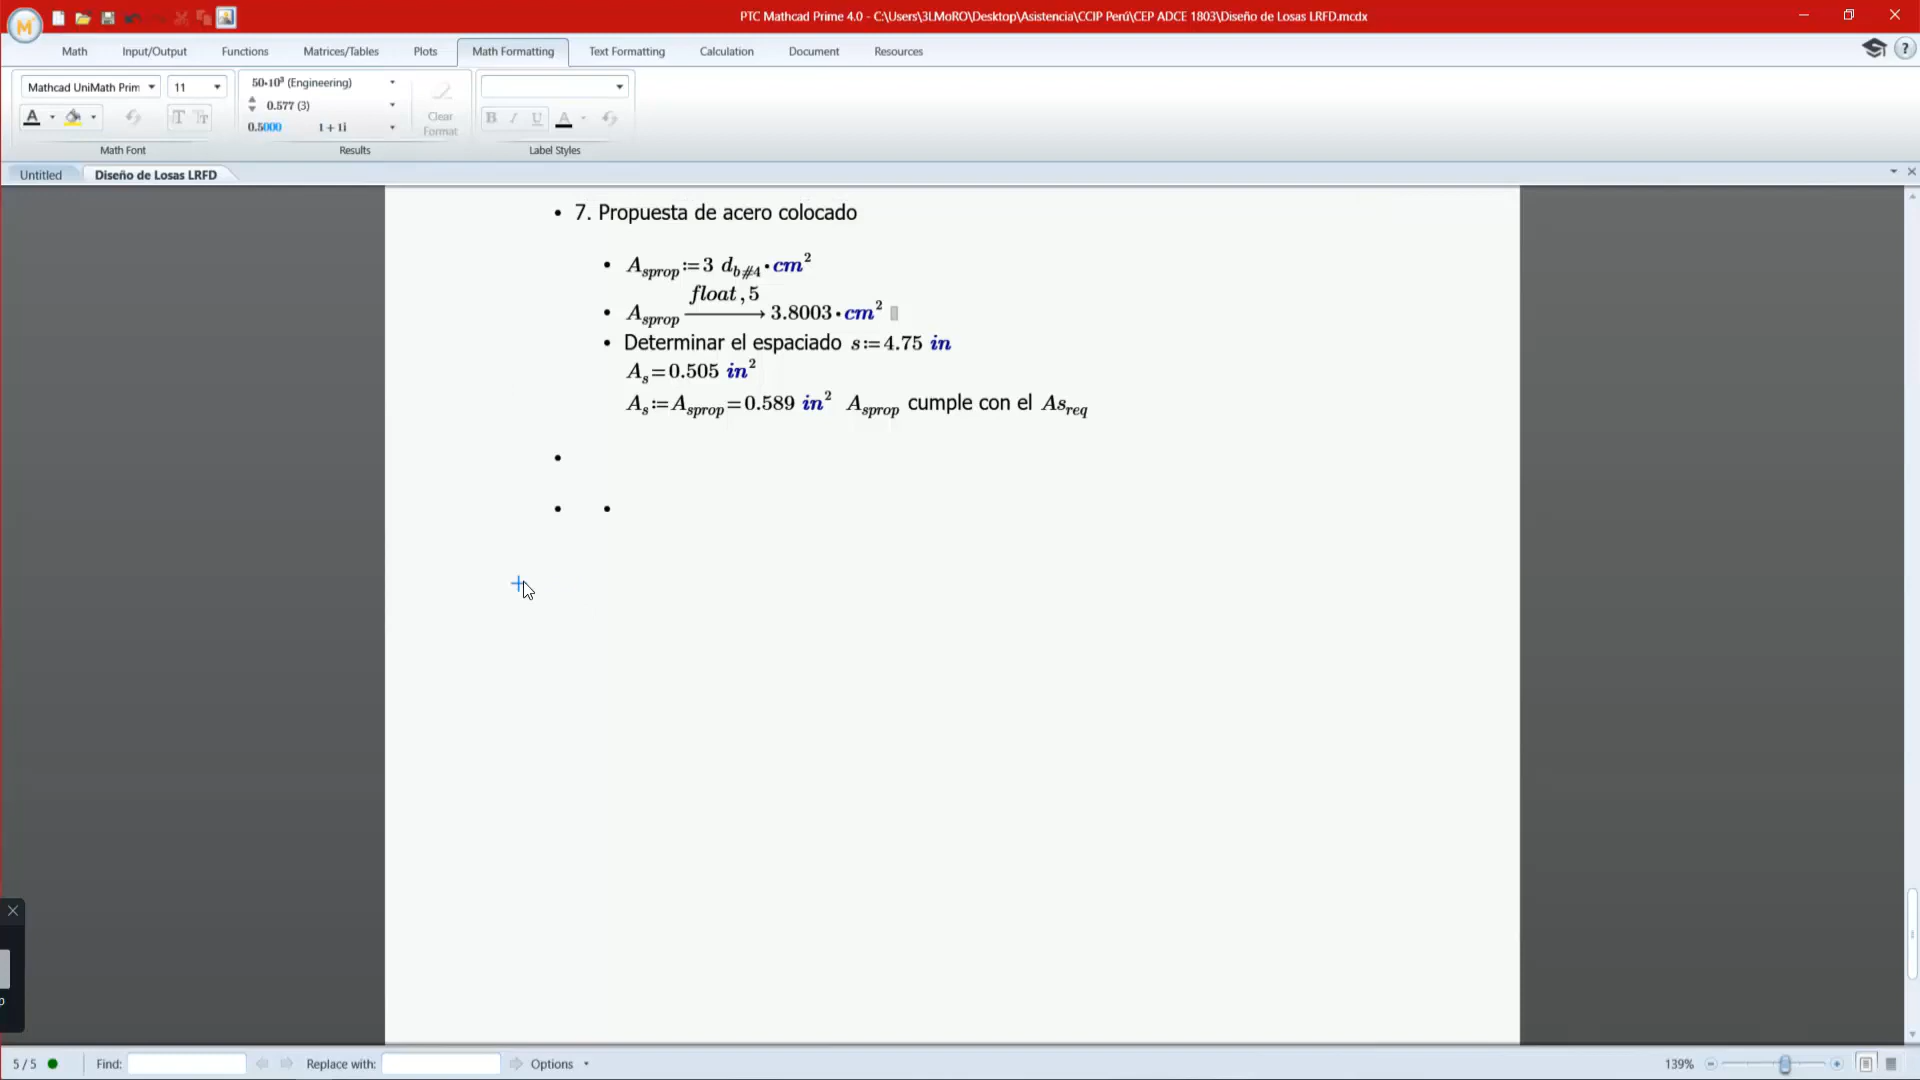 PTC Mathcad Prime 4.0 - C:\Users\3LMoRO\Desktop\Asistencia\CCIP Perú\CEP ADCE 1803\Diseño de Losas LRFD.mcdx
Math Input/Output Functions Matrices/Tables Plots Math Formatting Text Formatting Calculation Document Resources
Mathcad UniMath Prim 11
50·10³ (Engineering)
0.577 (3)
0.5000 1 + 1i
Clear Format
B I U A
Math Font Results Label Styles
Untitled Diseño de Losas LRFD
• 7. Propuesta de acero colocado
• A_sprop := 3 d_b#4 · cm²
float , 5
• A_sprop → 3.8003 · cm²
• Determinar el espaciado s := 4.75 in
A_s = 0.505 in²
A_s := A_sprop = 0.589 in² A_sprop cumple con el As_req
5 / 5 Find: Replace with: Options 139%